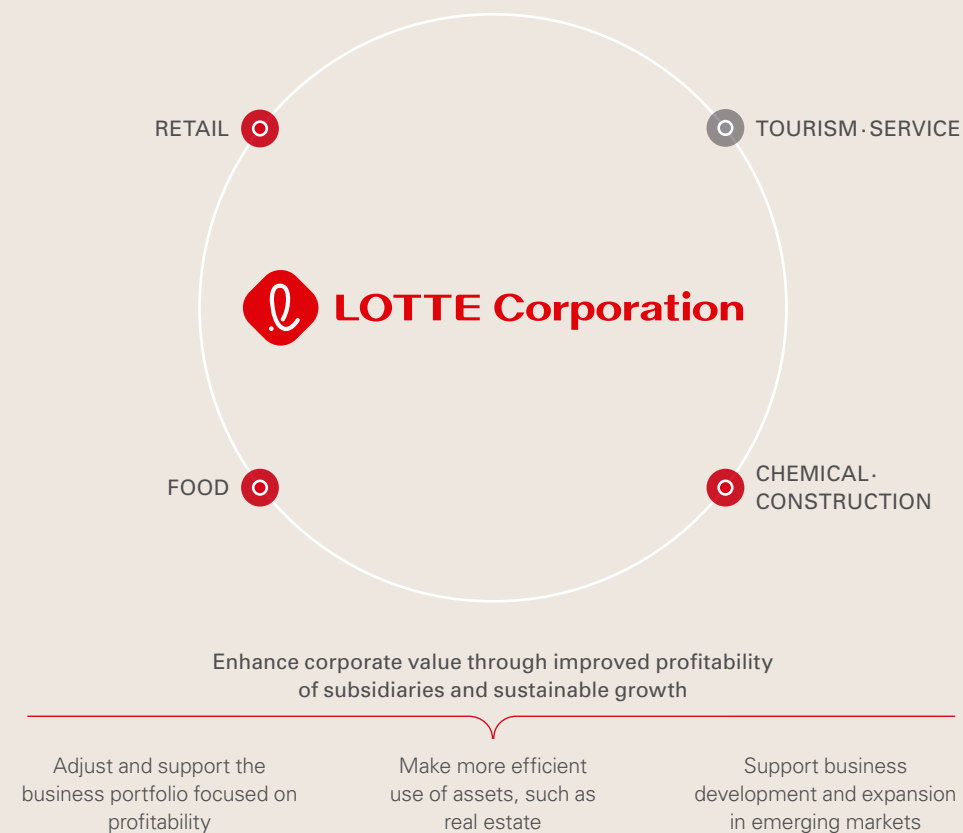 RETAIL
TOURISM·SERVICE
LOTTE Corporation
FOOD
CHEMICAL·
CONSTRUCTION
Enhance corporate value through improved profitability
of subsidiaries and sustainable growth
Adjust and support the
business portfolio focused on
profitability
Make more efficient
use of assets, such as
real estate
Support business
development and expansion
in emerging markets